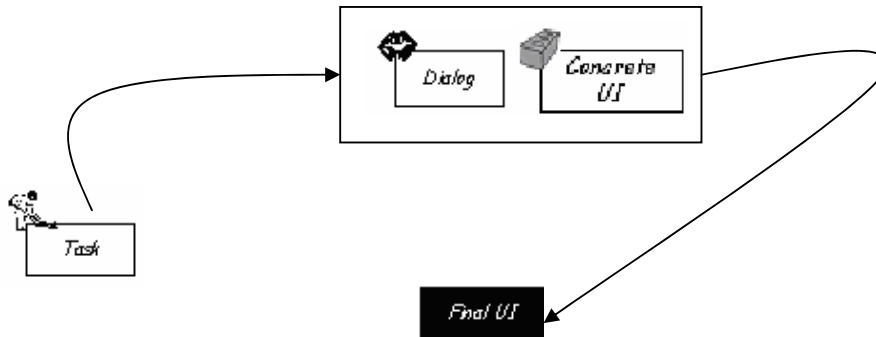 Dialog
Concrete
UI
Task
Final UI